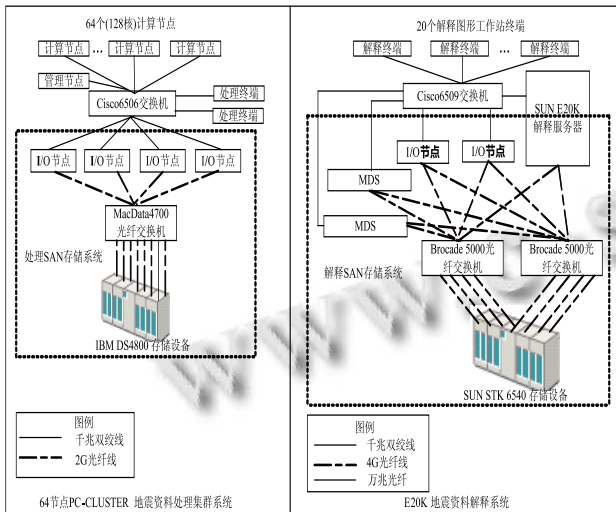 64个(128核)计算节点
计算节点 … 计算节点 计算节点
管理节点
Cisco6506交换机
处理终端
处理终端
I/O节点 I/O节点 I/O节点 I/O节点
MacData4700
光纤交换机
处理SAN存储系统
IBM DS4800 存储设备
图例
千兆双绞线
2G光纤线
64节点PC-CLUSTER 地震资料处理集群系统
20个解释图形工作站终端
解释终端 解释终端 … 解释终端
Cisco6509交换机
SUN E20K
解释服务器
I/O节点 I/O节点
MDS
MDS
Brocade 5000光
纤交换机
Brocade 5000光
纤交换机
解释SAN存储系统
SUN STK 6540 存储设备
图例
千兆双绞线
4G光纤线
万兆光纤
E20K 地震资料解释系统